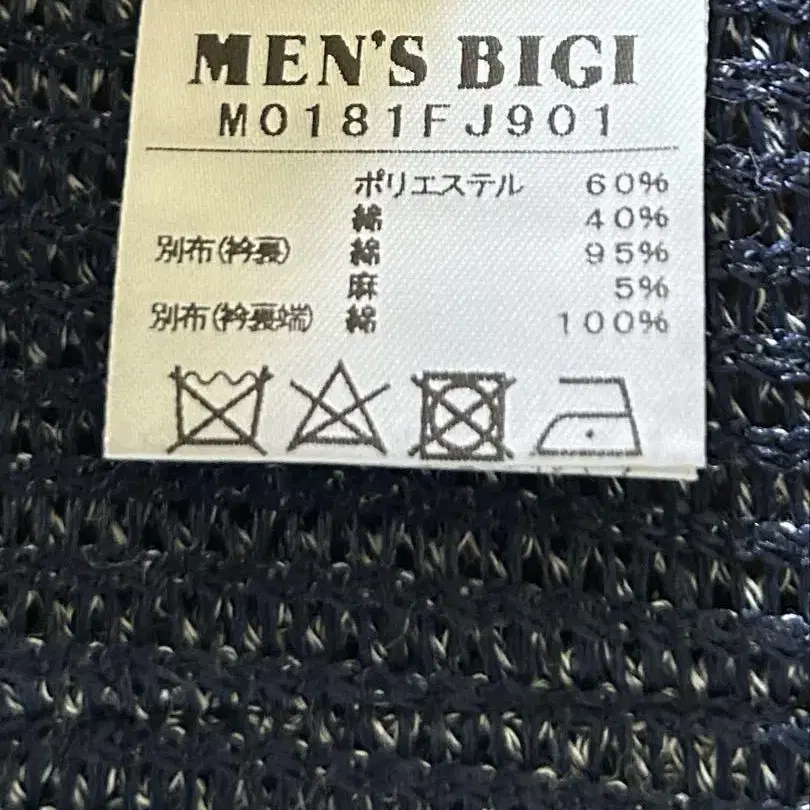 MEN'S BIGI
M0181FJ901
ポリエステル 60%
綿 40%
別布(衿裏) 綿 95%
麻 5%
別布(衿裏端) 綿 100%